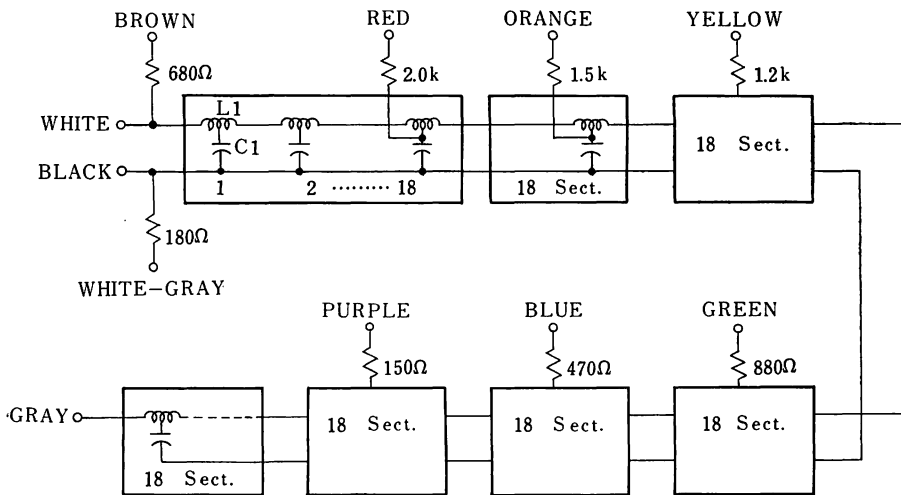 BROWN RED ORANGE YELLOW
680Ω 2.0k 1.5k 1.2k
L1
WHITE C1 18 Sect.
BLACK
1 2 ········· 18 18 Sect.
180Ω
WHITE-GRAY
PURPLE BLUE GREEN
150Ω 470Ω 880Ω
GRAY 18 Sect. 18 Sect. 18 Sect.
18 Sect.